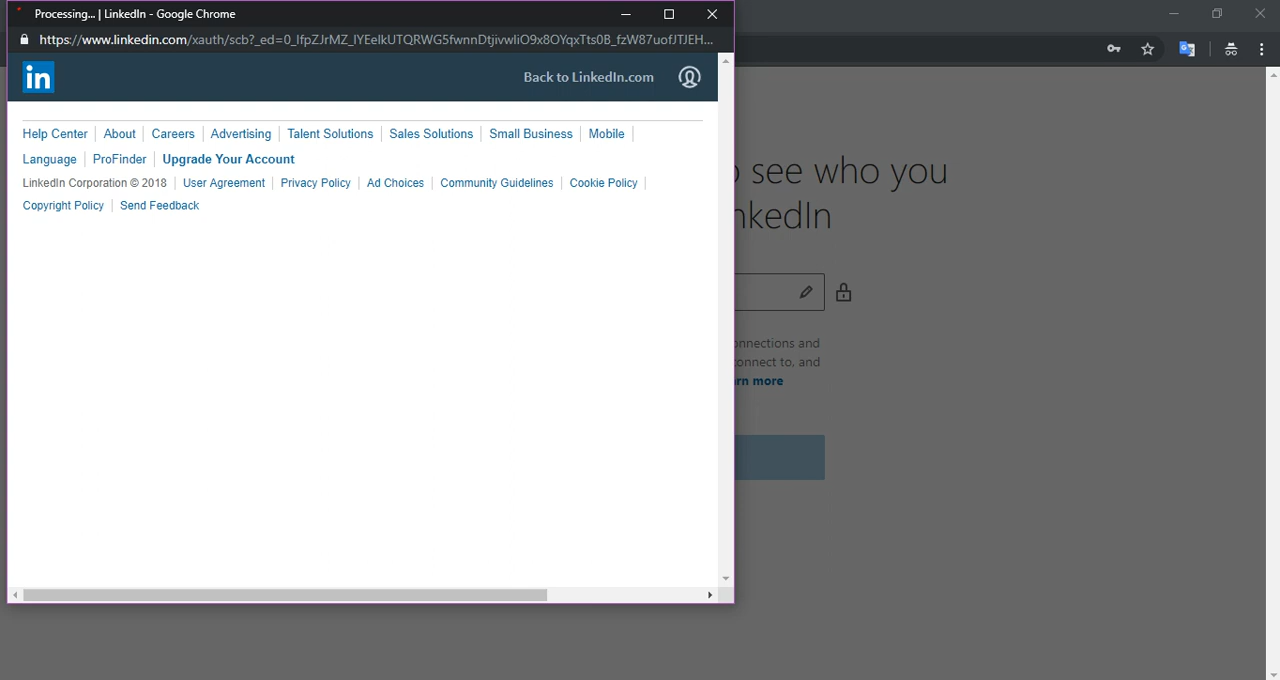 Processing... | LinkedIn - Google Chrome
https://www.linkedin.com/xauth/scb?_ed=
in Back to LinkedIn.com
Help Center About Careers Advertising Talent Solutions Sales Solutions Small Business Mobile
Language ProFinder Upgrade Your Account
LinkedIn Corporation © 2018 User Agreement Privacy Policy Ad Choices Community Guidelines Cookie Policy
Copyright Policy Send Feedback
see who you
nkedIn
onnections and
onnect to, and
rn more